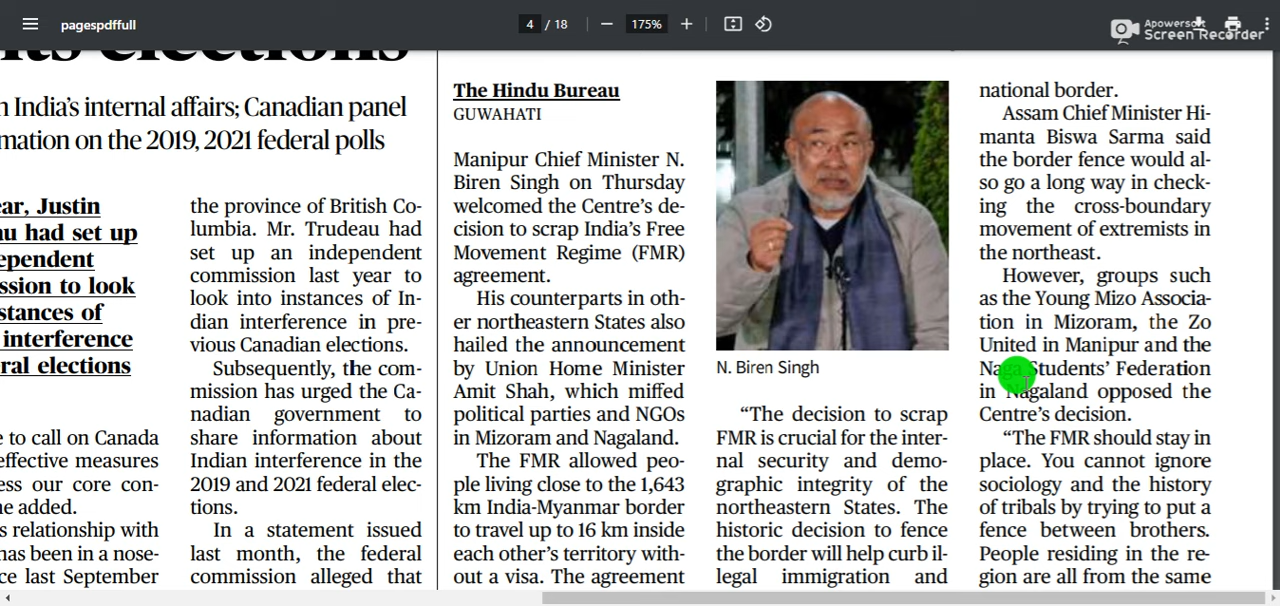 pagespdffull
4 / 18
175%
Apowersoft
Screen Recorder
n India’s internal affairs; Canadian panel
mation on the 2019, 2021 federal polls
ear, Justin
au had set up
ependent
ssion to look
stances of
interference
ral elections
e to call on Canada
effective measures
ess our core con-
he added.
s relationship with
has been in a nose-
ce last September
the province of British Co-
lumbia. Mr. Trudeau had
set up an independent
commission last year to
look into instances of In-
dian interference in pre-
vious Canadian elections.
Subsequently, the com-
mission has urged the Ca-
nadian government to
share information about
Indian interference in the
2019 and 2021 federal elec-
tions.
In a statement issued
last month, the federal
commission alleged that
The Hindu Bureau
GUWAHATI
Manipur Chief Minister N.
Biren Singh on Thursday
welcomed the Centre’s de-
cision to scrap India’s Free
Movement Regime (FMR)
agreement.
His counterparts in oth-
er northeastern States also
hailed the announcement
by Union Home Minister
Amit Shah, which miffed
political parties and NGOs
in Mizoram and Nagaland.
The FMR allowed peo-
ple living close to the 1,643
km India-Myanmar border
to travel up to 16 km inside
each other’s territory with-
out a visa. The agreement
N. Biren Singh
“The decision to scrap
FMR is crucial for the inter-
nal security and demo-
graphic integrity of the
northeastern States. The
historic decision to fence
the border will help curb il-
legal immigration and
national border.
Assam Chief Minister Hi-
manta Biswa Sarma said
the border fence would al-
so go a long way in check-
ing the cross-boundary
movement of extremists in
the northeast.
However, groups such
as the Young Mizo Associa-
tion in Mizoram, the Zo
United in Manipur and the
Naga Students’ Federation
in Nagaland opposed the
Centre’s decision.
“The FMR should stay in
place. You cannot ignore
sociology and the history
of tribals by trying to put a
fence between brothers.
People residing in the re-
gion are all from the same